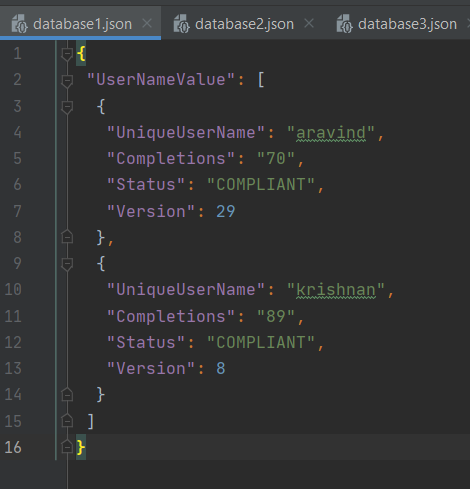 database1.json database2.json database3.json
1 {
2 "UserNameValue": [
3 {
4 "UniqueUserName": "aravind",
5 "Completions": "70",
6 "Status": "COMPLIANT",
7 "Version": 29
8 },
9 {
10 "UniqueUserName": "krishnan",
11 "Completions": "89",
12 "Status": "COMPLIANT",
13 "Version": 8
14 }
15 ]
16 }